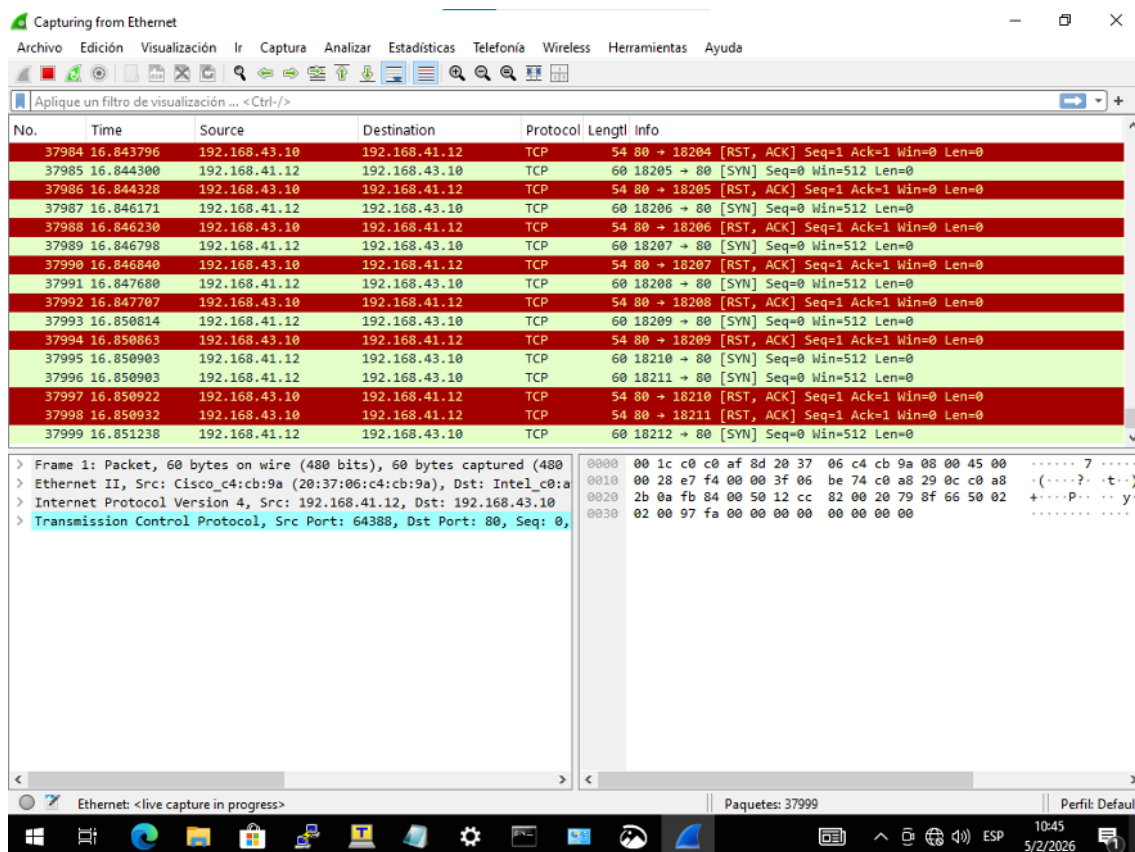 Capturing from Ethernet
Archivo Edición Visualización Ir Captura Analizar Estadísticas Telefonía Wireless Herramientas Ayuda
Aplique un filtro de visualización ... <Ctrl-/>
No. Time Source Destination Protocol Lengtl Info
37984 16.843796 192.168.43.10 192.168.41.12 TCP 54 80 → 18204 [RST, ACK] Seq=1 Ack=1 Win=0 Len=0
37985 16.844300 192.168.41.12 192.168.43.10 TCP 60 18205 → 80 [SYN] Seq=0 Win=512 Len=0
37986 16.844328 192.168.43.10 192.168.41.12 TCP 54 80 → 18205 [RST, ACK] Seq=1 Ack=1 Win=0 Len=0
37987 16.846171 192.168.41.12 192.168.43.10 TCP 60 18206 → 80 [SYN] Seq=0 Win=512 Len=0
37988 16.846230 192.168.43.10 192.168.41.12 TCP 54 80 → 18206 [RST, ACK] Seq=1 Ack=1 Win=0 Len=0
37989 16.846798 192.168.41.12 192.168.43.10 TCP 60 18207 → 80 [SYN] Seq=0 Win=512 Len=0
37990 16.846840 192.168.43.10 192.168.41.12 TCP 54 80 → 18207 [RST, ACK] Seq=1 Ack=1 Win=0 Len=0
37991 16.847680 192.168.41.12 192.168.43.10 TCP 60 18208 → 80 [SYN] Seq=0 Win=512 Len=0
37992 16.847707 192.168.43.10 192.168.41.12 TCP 54 80 → 18208 [RST, ACK] Seq=1 Ack=1 Win=0 Len=0
37993 16.850814 192.168.41.12 192.168.43.10 TCP 60 18209 → 80 [SYN] Seq=0 Win=512 Len=0
37994 16.850863 192.168.43.10 192.168.41.12 TCP 54 80 → 18209 [RST, ACK] Seq=1 Ack=1 Win=0 Len=0
37995 16.850903 192.168.41.12 192.168.43.10 TCP 60 18210 → 80 [SYN] Seq=0 Win=512 Len=0
37996 16.850903 192.168.41.12 192.168.43.10 TCP 60 18211 → 80 [SYN] Seq=0 Win=512 Len=0
37997 16.850922 192.168.43.10 192.168.41.12 TCP 54 80 → 18210 [RST, ACK] Seq=1 Ack=1 Win=0 Len=0
37998 16.850932 192.168.43.10 192.168.41.12 TCP 54 80 → 18211 [RST, ACK] Seq=1 Ack=1 Win=0 Len=0
37999 16.851238 192.168.41.12 192.168.43.10 TCP 60 18212 → 80 [SYN] Seq=0 Win=512 Len=0
> Frame 1: Packet, 60 bytes on wire (480 bits), 60 bytes captured (480
> Ethernet II, Src: Cisco_c4:cb:9a (20:37:06:c4:cb:9a), Dst: Intel_c0:a
> Internet Protocol Version 4, Src: 192.168.41.12, Dst: 192.168.43.10
> Transmission Control Protocol, Src Port: 64388, Dst Port: 80, Seq: 0,
0000 00 1c c0 c0 af 8d 20 37 06 c4 cb 9a 08 00 45 00 ······ 7 ·····
0010 00 28 e7 f4 00 00 3f 06 be 74 c0 a8 29 0c c0 a8 ·(····?· ·t··)
0020 2b 0a fb 84 00 50 12 cc 82 00 20 79 8f 66 50 02 +····P·· ·· y·
0030 02 00 97 fa 00 00 00 00 00 00 00 00 ········ ····
Ethernet: <live capture in progress>
Paquetes: 37999
Perfil: Defaul
ESP
10:45
5/2/2026